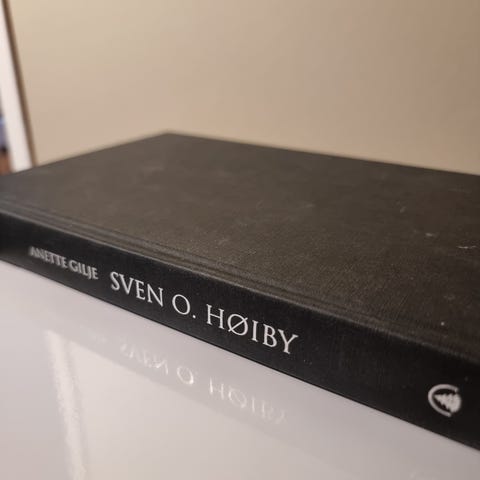 ANETTE GILJE SVEN O. HØIBY